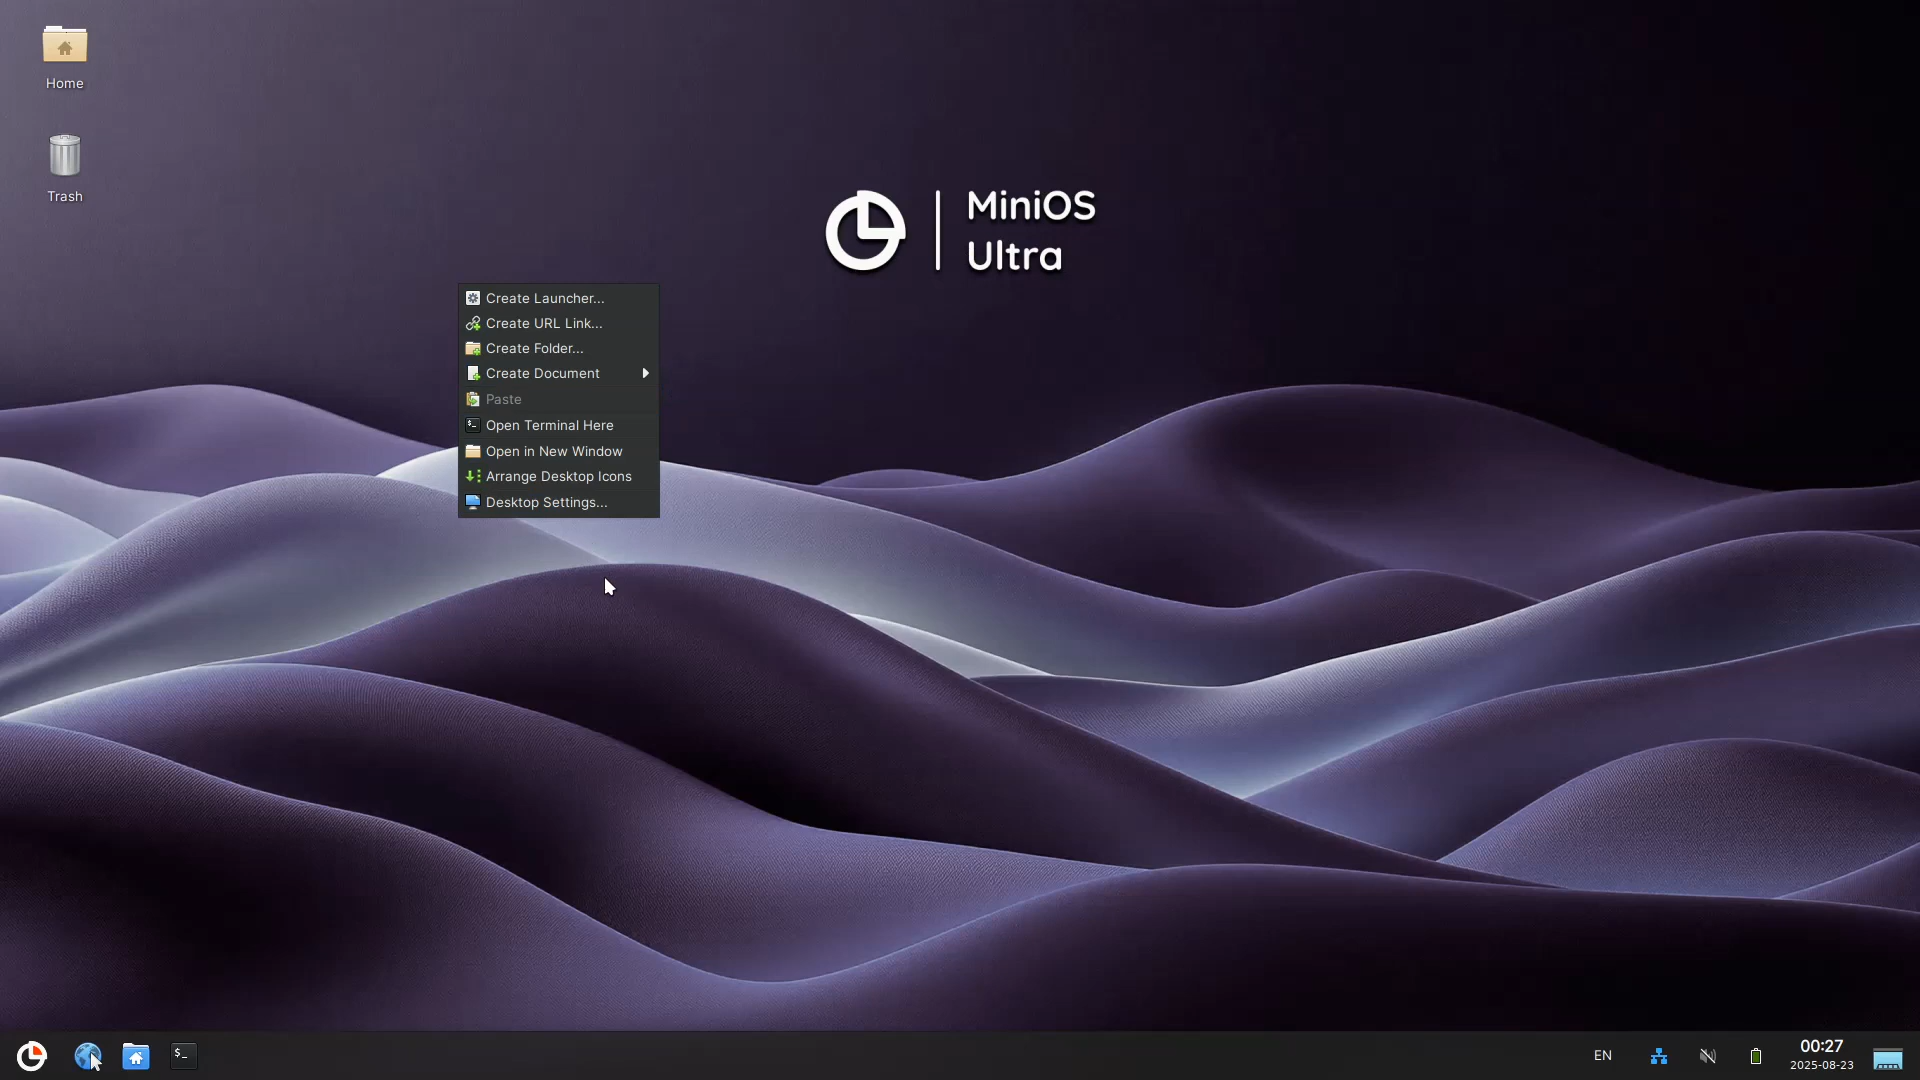 Home
Trash
MiniOS
Ultra
Create Launcher...
Create URL Link...
Create Folder...
Create Document
Paste
$_ Open Terminal Here
Open in New Window
Arrange Desktop Icons
Desktop Settings...
$_
EN
00:27
2025-08-23